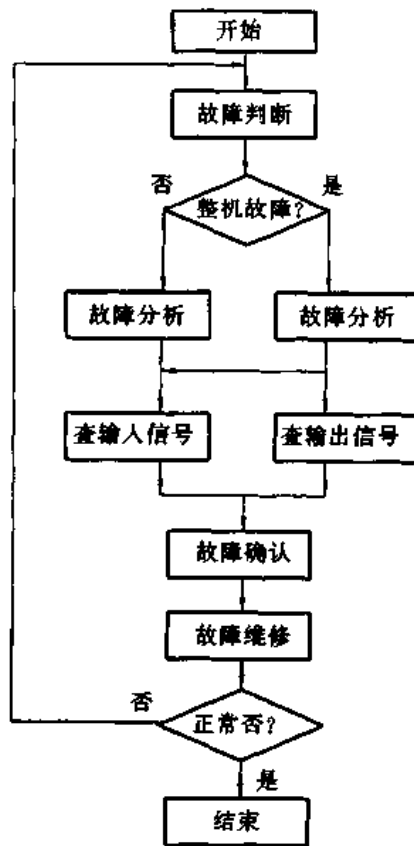 开始
故障判断
否
是
整机故障?
故障分析
故障分析
查输入信号
查输出信号
故障确认
故障维修
否
正常否?
是
结束